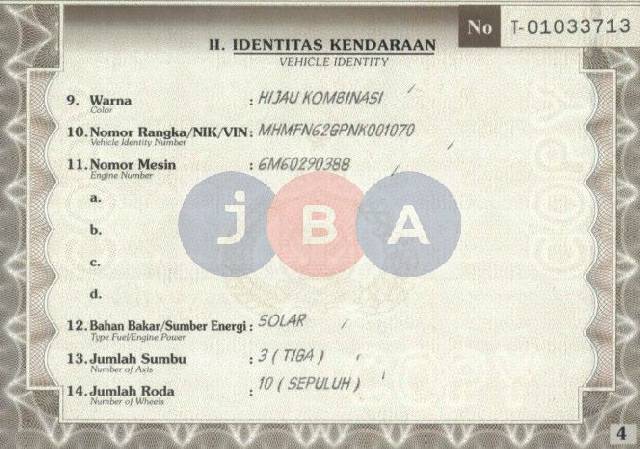 No T-01033713
II. IDENTITAS KENDARAAN
VEHICLE IDENTITY
9. Warna : HIJAU KOMBINASI
Color
10. Nomor Rangka/NIK/VIN: MHMFN62GPNK001070
Vehicle Identity Number
11. Nomor Mesin : 6M60290388
Engine Number
a.
b.
c.
d.
JBA
12. Bahan Bakar/Sumber Energi : SOLAR
Type Fuel/Engine Power
13. Jumlah Sumbu : 3 ( TIGA )
Number of Axis
14. Jumlah Roda : 10 ( SEPULUH )
Number of Wheels
4
COPY